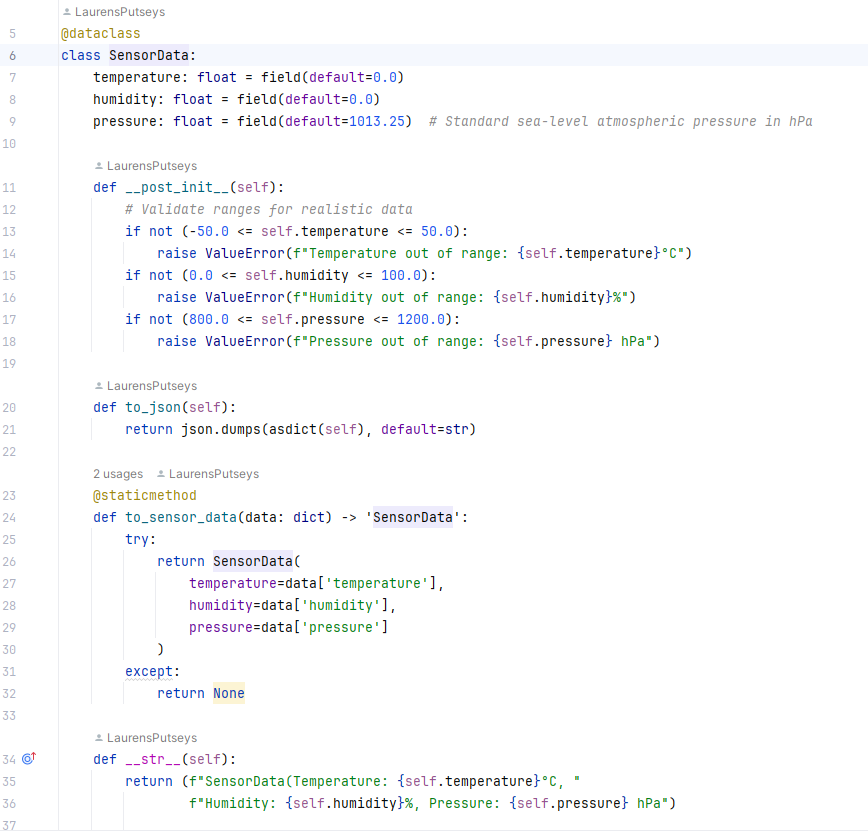 LaurensPutseys
5 @dataclass
6 class SensorData:
7     temperature: float = field(default=0.0)
8     humidity: float = field(default=0.0)
9     pressure: float = field(default=1013.25)  # Standard sea-level atmospheric pressure in hPa
10
LaurensPutseys
11     def __post_init__(self):
12         # Validate ranges for realistic data
13         if not (-50.0 <= self.temperature <= 50.0):
14             raise ValueError(f"Temperature out of range: {self.temperature}°C")
15         if not (0.0 <= self.humidity <= 100.0):
16             raise ValueError(f"Humidity out of range: {self.humidity}%")
17         if not (800.0 <= self.pressure <= 1200.0):
18             raise ValueError(f"Pressure out of range: {self.pressure} hPa")
19
LaurensPutseys
20     def to_json(self):
21         return json.dumps(asdict(self), default=str)
22
2 usages LaurensPutseys
23     @staticmethod
24     def to_sensor_data(data: dict) -> 'SensorData':
25         try:
26             return SensorData(
27                 temperature=data['temperature'],
28                 humidity=data['humidity'],
29                 pressure=data['pressure']
30             )
31         except:
32             return None
33
LaurensPutseys
34     def __str__(self):
35         return (f"SensorData(Temperature: {self.temperature}°C, "
36                 f"Humidity: {self.humidity}%, Pressure: {self.pressure} hPa")
37